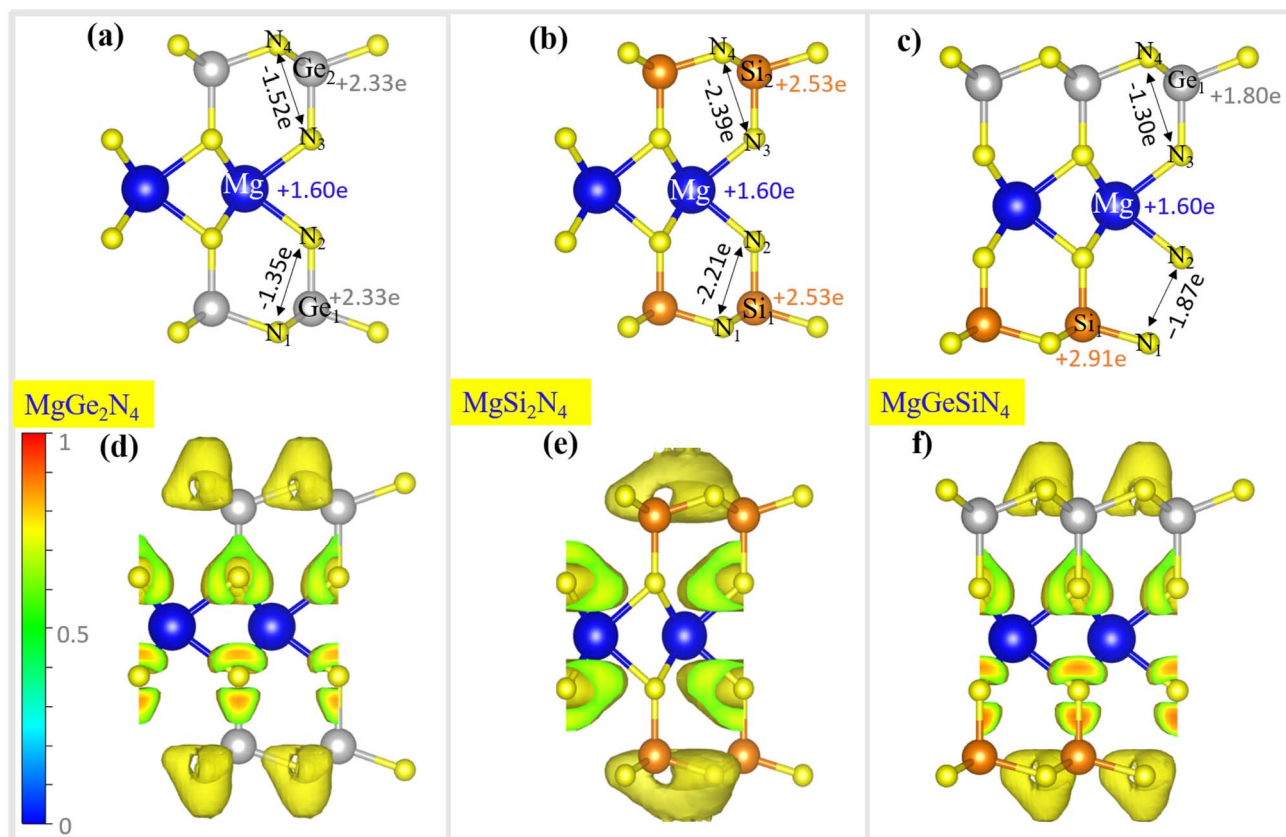 (a)
N4
Ge2
+2.33e
-1.52e
N3
Mg
+1.60e
N2
-1.35e
Ge1
+2.33e
N1
(b)
N4
Si2
+2.53e
-2.39e
N3
Mg
+1.60e
N2
-2.21e
Si1
+2.53e
N1
c)
N4
Ge1
+1.80e
-1.30e
N3
Mg
+1.60e
N2
-1.87e
Si1
N1
+2.91e
MgGe2N4
MgSi2N4
MgGeSiN4
(d)
(e)
f)
1
0.5
0